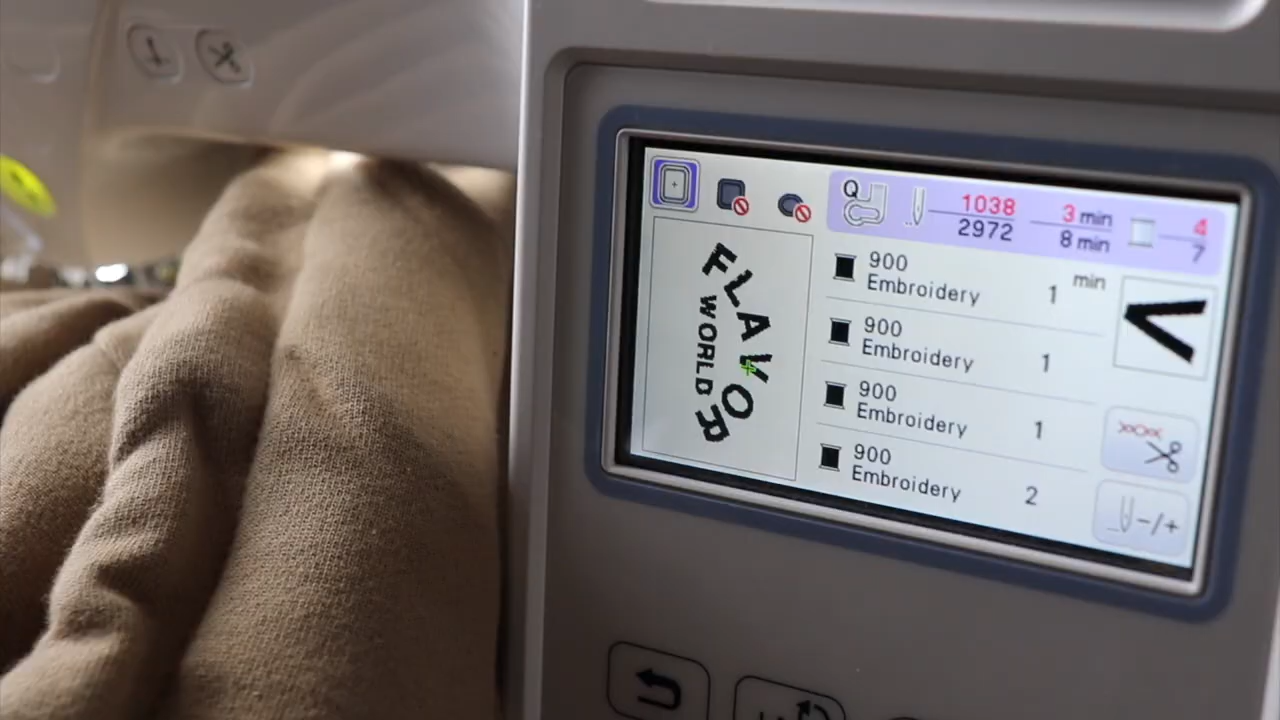 Q
1038
2972
3 min
8 min
4
7
min
900
Embroidery 1
900
Embroidery 1
900
Embroidery 1
900
Embroidery 2
V
-/+
FLAVOR
WORLD